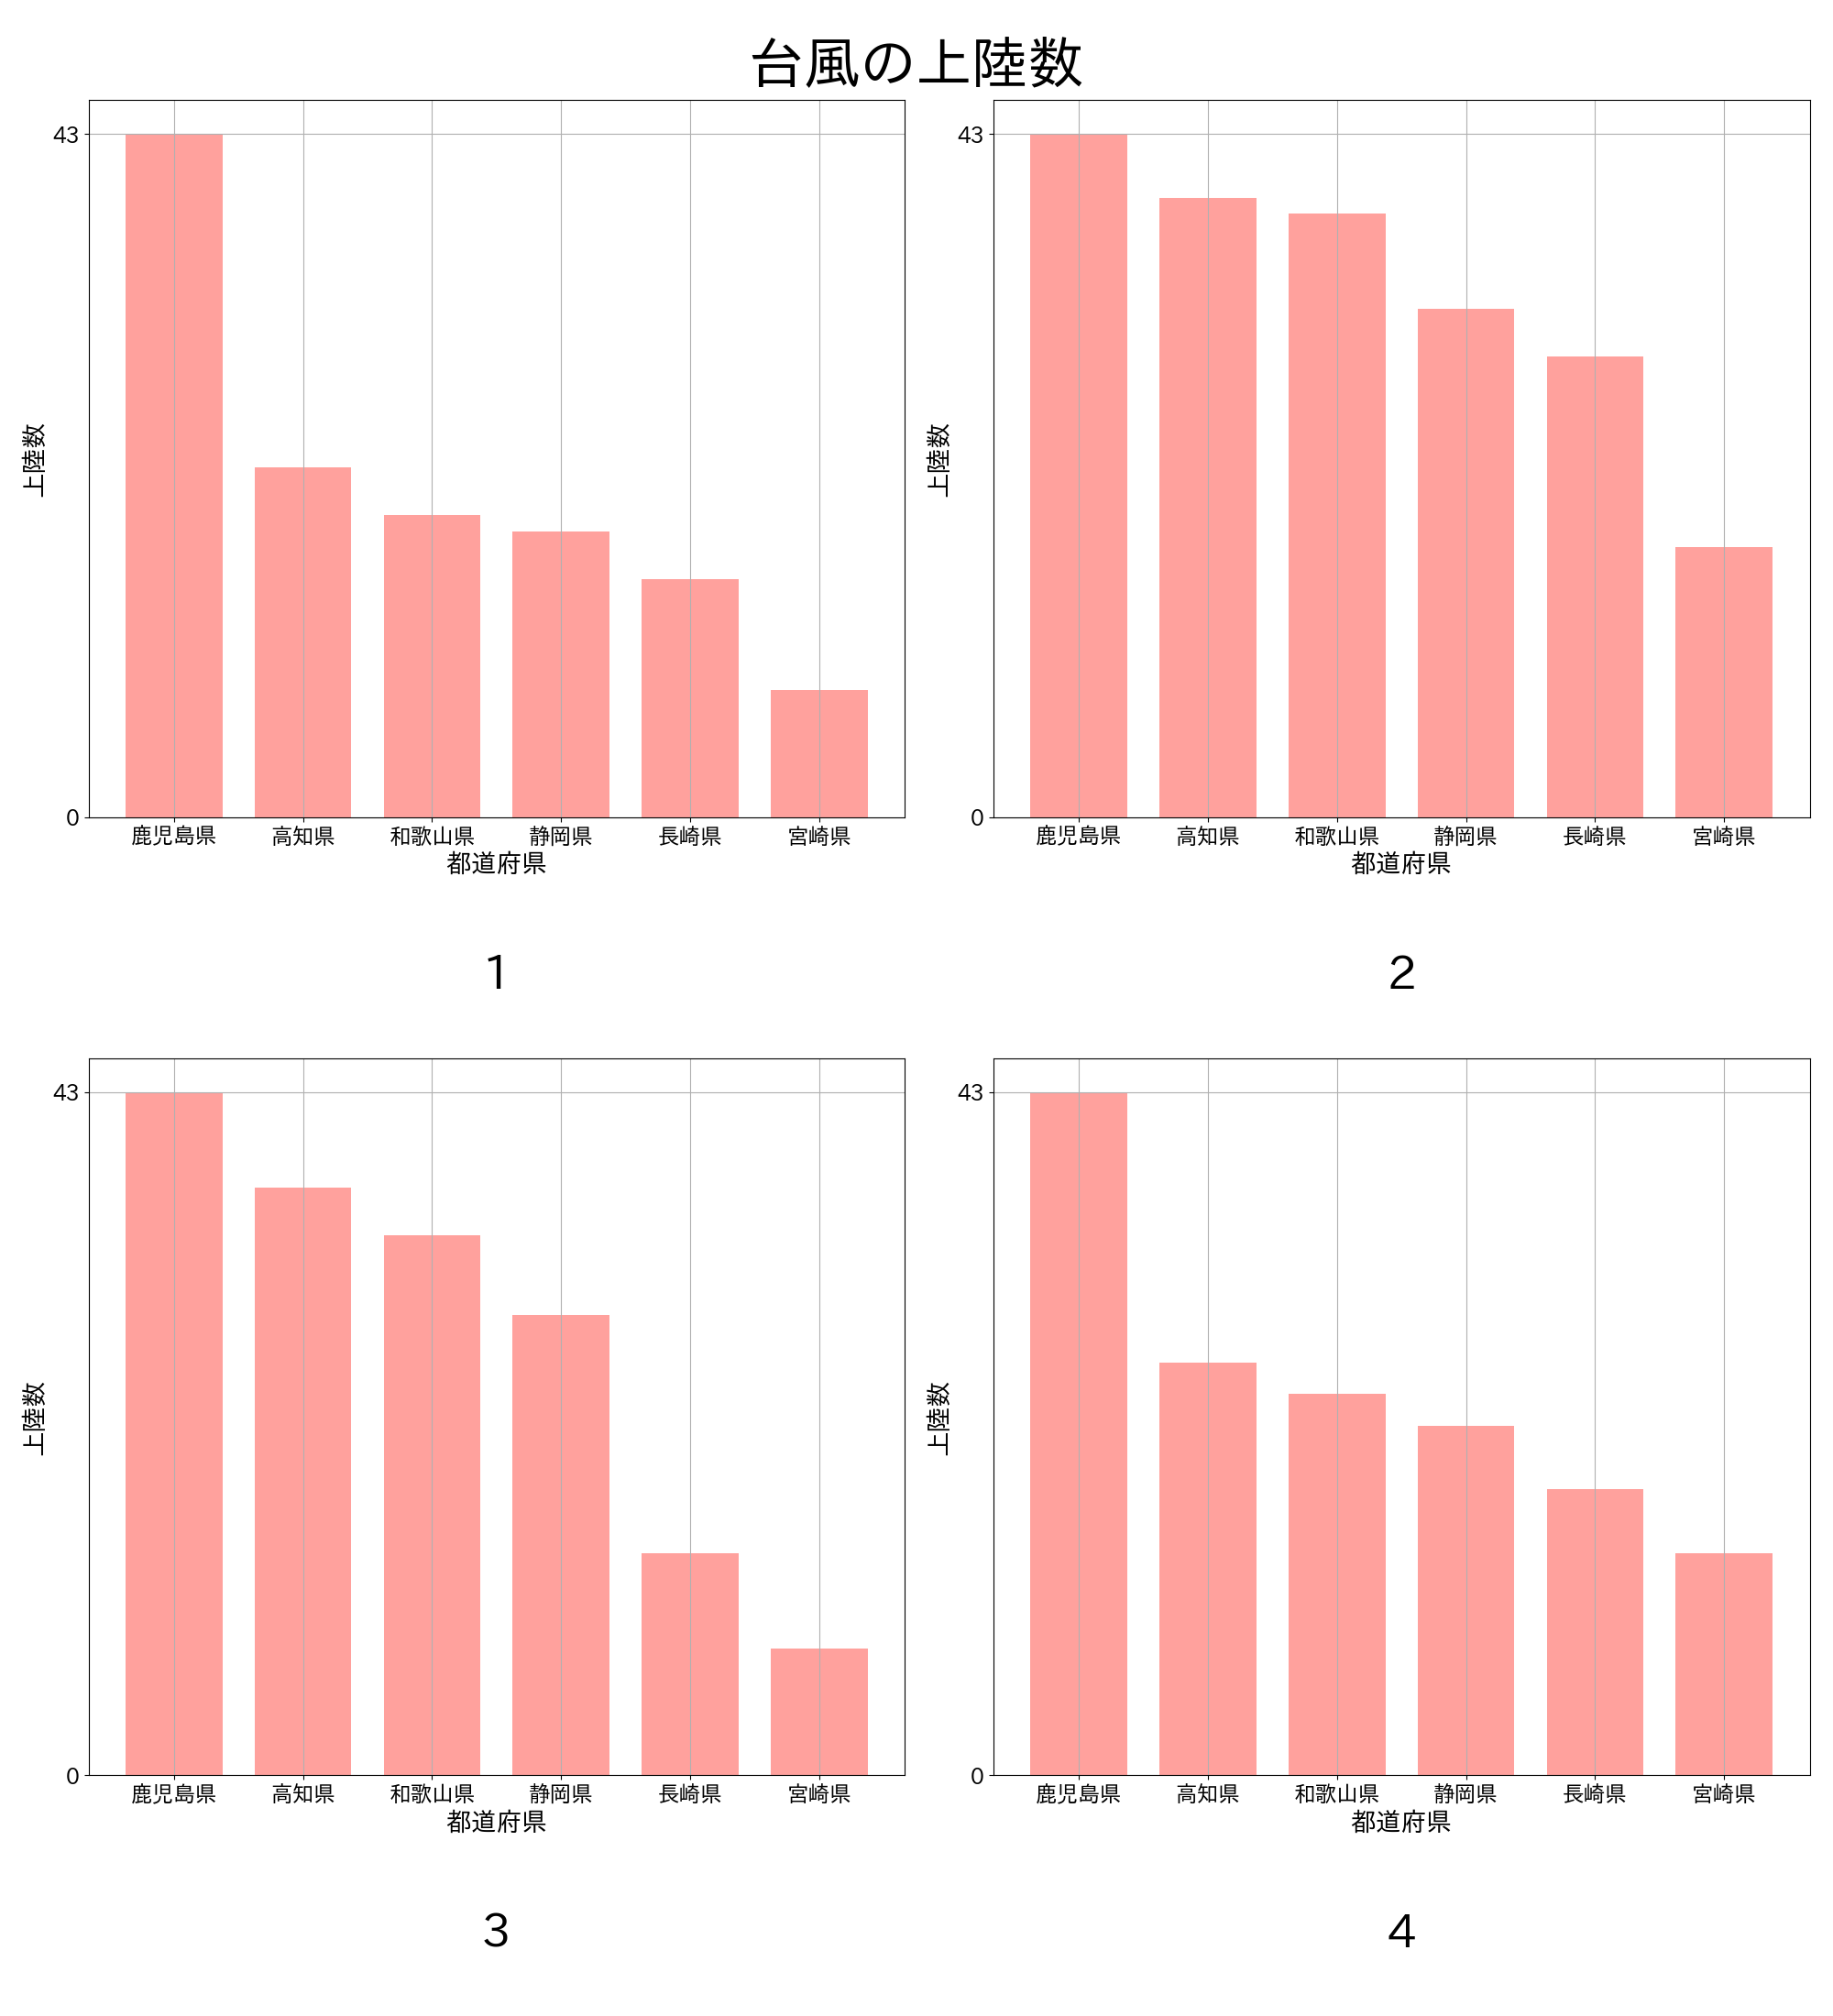 台風の上陸数
43
0
上陸数
鹿児島県 高知県 和歌山県 静岡県 長崎県 宮崎県
都道府県
1
43
0
上陸数
鹿児島県 高知県 和歌山県 静岡県 長崎県 宮崎県
都道府県
2
43
0
上陸数
鹿児島県 高知県 和歌山県 静岡県 長崎県 宮崎県
都道府県
3
43
0
上陸数
鹿児島県 高知県 和歌山県 静岡県 長崎県 宮崎県
都道府県
4